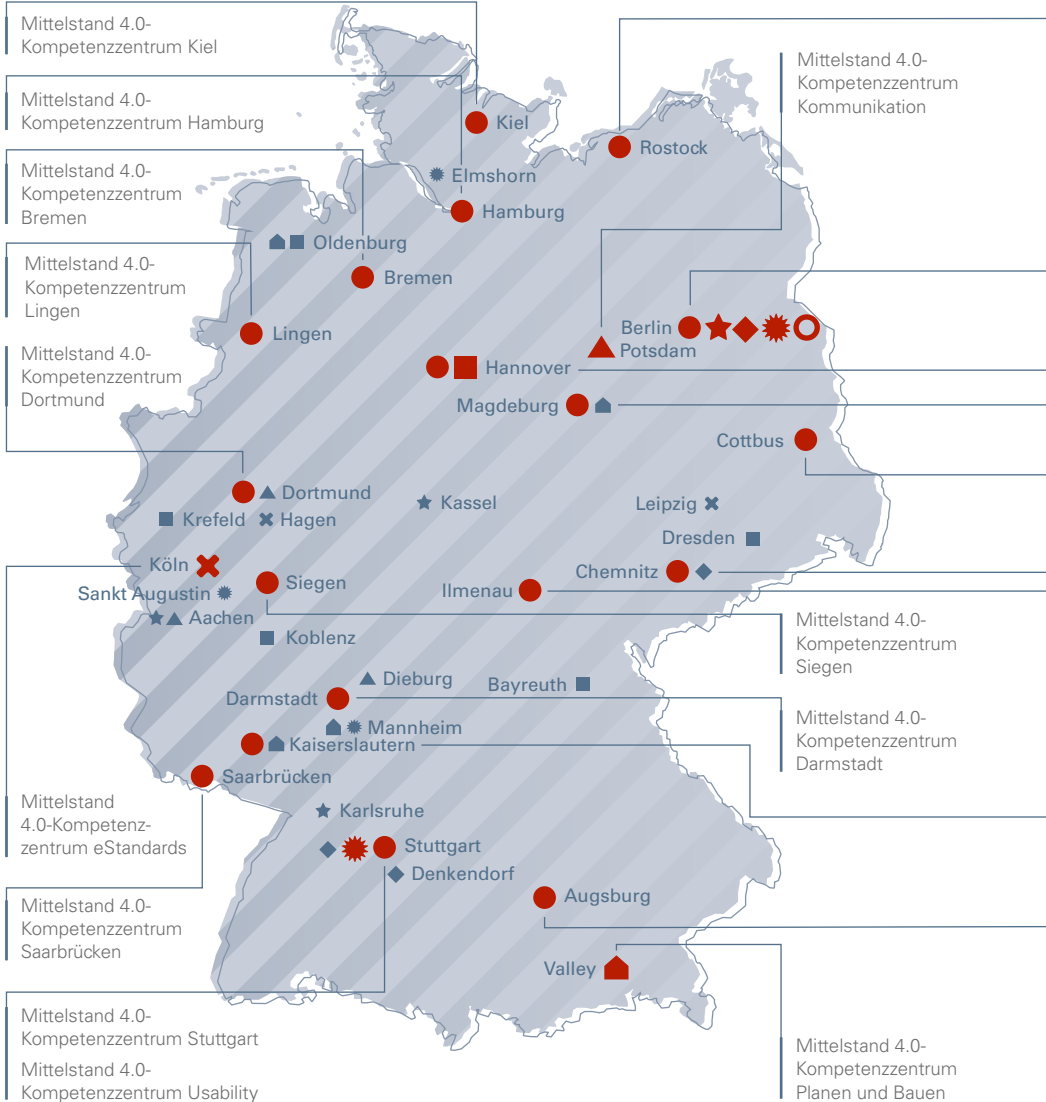 Mittelstand 4.0-
Kompetenzzentrum Kiel
Mittelstand 4.0-
Kompetenzzentrum Hamburg
Mittelstand 4.0-
Kompetenzzentrum
Bremen
Mittelstand 4.0-
Kompetenzzentrum
Lingen
Mittelstand 4.0-
Kompetenzzentrum
Dortmund
Mittelstand
4.0-Kompetenz-
zentrum eStandards
Mittelstand 4.0-
Kompetenzzentrum
Saarbrücken
Mittelstand 4.0-
Kompetenzzentrum Stuttgart
Mittelstand 4.0-
Kompetenzzentrum Usability
Kiel
Rostock
Elmshorn
Hamburg
Oldenburg
Bremen
Berlin
Lingen
Potsdam
Hannover
Magdeburg
Cottbus
Dortmund
Kassel
Leipzig
Krefeld
Hagen
Dresden
Köln
Chemnitz
Siegen
Ilmenau
Sankt Augustin
Aachen
Koblenz
Dieburg
Bayreuth
Darmstadt
Mannheim
Kaiserslautern
Saarbrücken
Karlsruhe
Stuttgart
Denkendorf
Augsburg
Valley
Mittelstand 4.0-
Kompetenzzentrum
Kommunikation
Mittelstand 4.0-
Kompetenzzentrum
Siegen
Mittelstand 4.0-
Kompetenzzentrum
Darmstadt
Mittelstand 4.0-
Kompetenzzentrum
Planen und Bauen